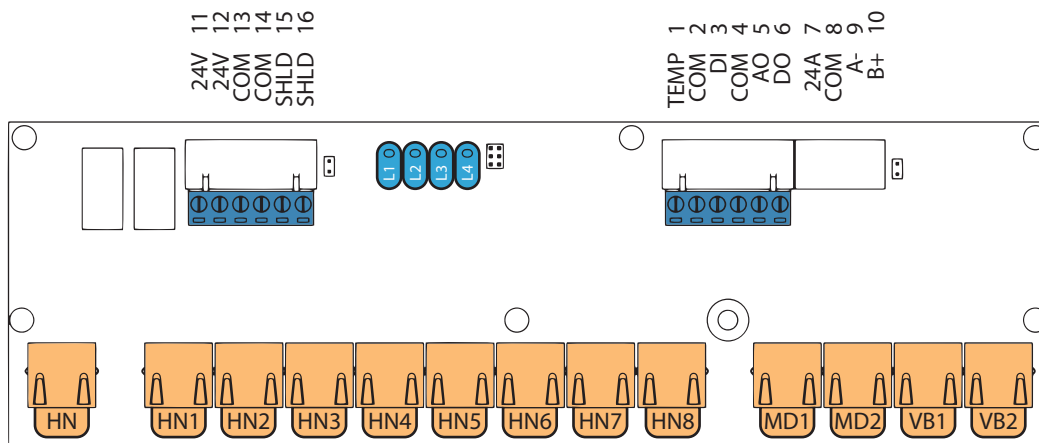 24V 11
24V 12
COM 13
COM 14
SHLD 15
SHLD 16
TEMP 1
COM 2
DI 3
COM 4
AO 5
DO 6
24A 7
COM 8
A- 9
B+ 10
L1
L2
L3
L4
HN
HN1
HN2
HN3
HN4
HN5
HN6
HN7
HN8
MD1
MD2
VB1
VB2